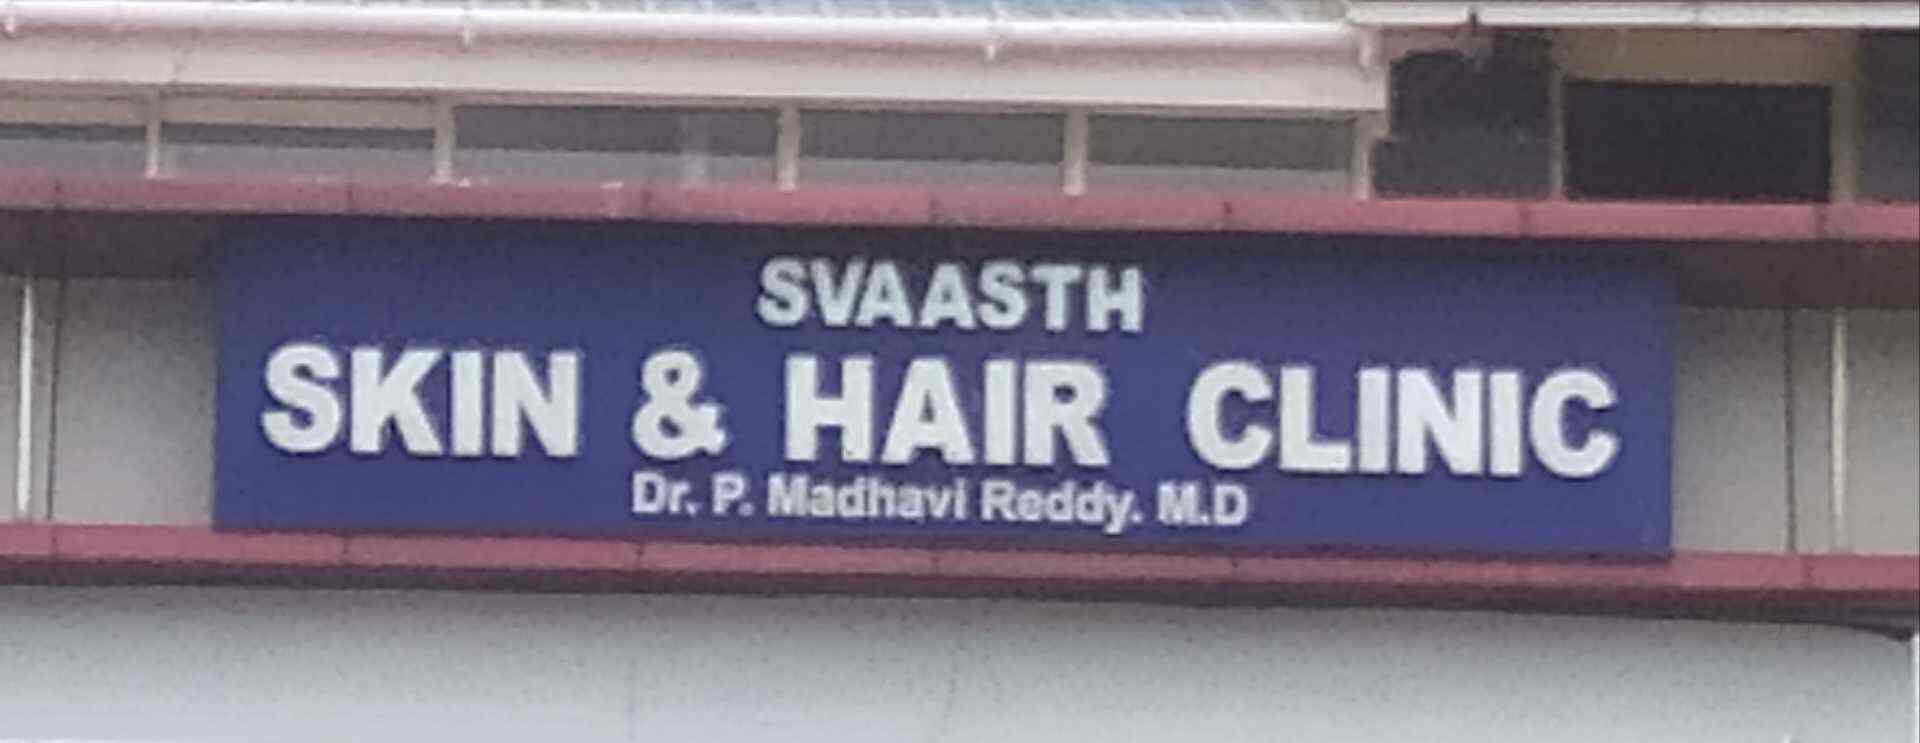 SVAASTH
SKIN & HAIR CLINIC
Dr. P. Madhavi Reddy. M.D